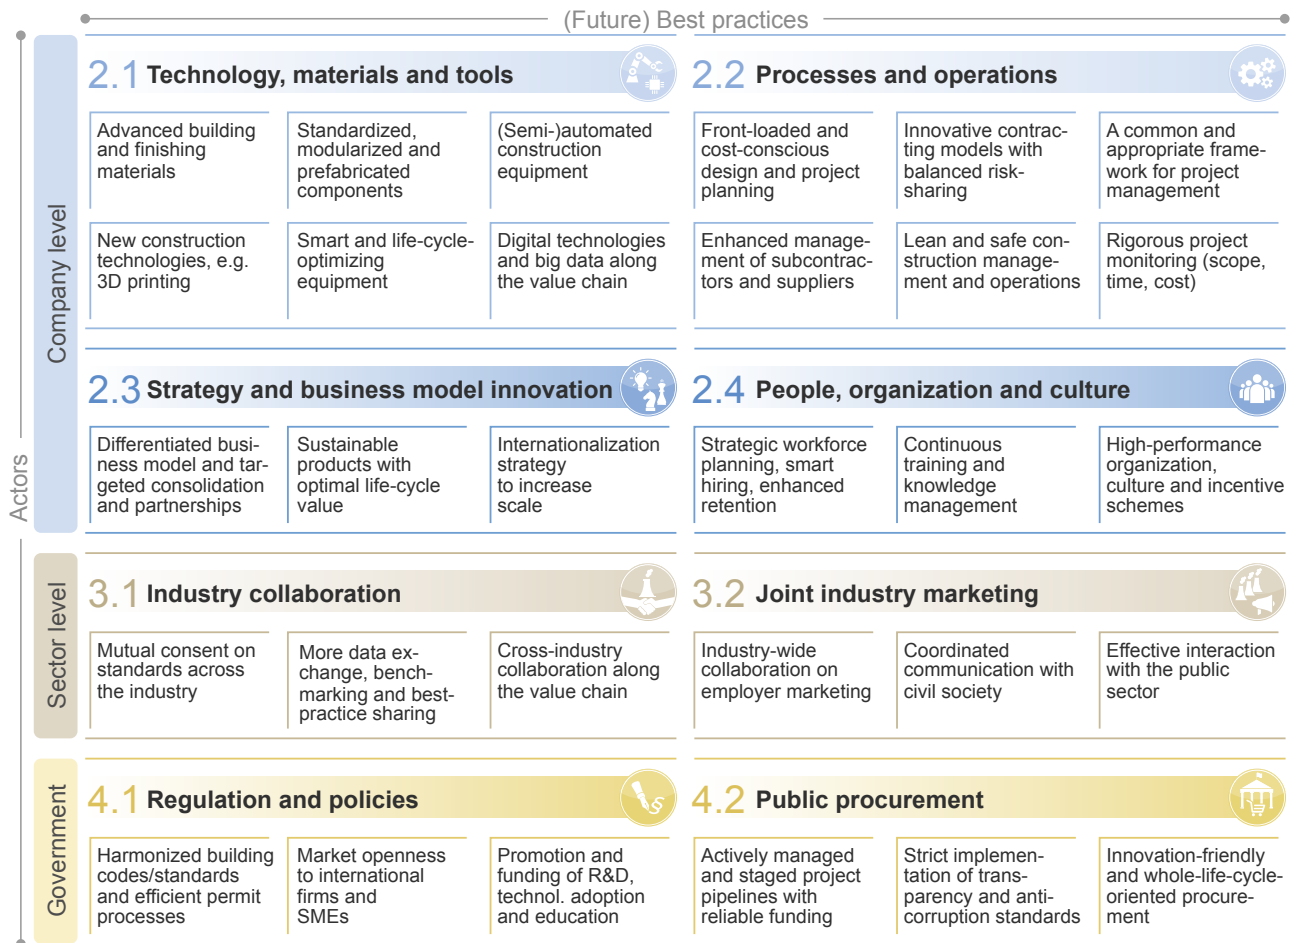 (Future) Best practices
Actors
Company level
2.1 Technology, materials and tools
Advanced building
and finishing
materials
Standardized,
modularized and
prefabricated
components
(Semi-)automated
construction
equipment
New construction
technologies, e.g.
3D printing
Smart and life-cycle-
optimizing
equipment
Digital technologies
and big data along
the value chain
2.2 Processes and operations
Front-loaded and
cost-conscious
design and project
planning
Innovative contrac-
ting models with
balanced risk-
sharing
A common and
appropriate frame-
work for project
management
Enhanced manage-
ment of subcontrac-
tors and suppliers
Lean and safe con-
struction manage-
ment and operations
Rigorous project
monitoring (scope,
time, cost)
2.3 Strategy and business model innovation
Differentiated busi-
ness model and tar-
geted consolidation
and partnerships
Sustainable
products with
optimal life-cycle
value
Internationalization
strategy
to increase
scale
2.4 People, organization and culture
Strategic workforce
planning, smart
hiring, enhanced
retention
Continuous
training and
knowledge
management
High-performance
organization,
culture and incentive
schemes
Sector level
3.1 Industry collaboration
Mutual consent on
standards across
the industry
More data ex-
change, bench-
marking and best-
practice sharing
Cross-industry
collaboration along
the value chain
3.2 Joint industry marketing
Industry-wide
collaboration on
employer marketing
Coordinated
communication with
civil society
Effective interaction
with the public
sector
Government
4.1 Regulation and policies
§
Harmonized building
codes/standards
and efficient permit
processes
Market openness
to international
firms and
SMEs
Promotion and
funding of R&D,
technol. adoption
and education
4.2 Public procurement
Actively managed
and staged project
pipelines with
reliable funding
Strict implemen-
tation of trans-
parency and anti-
corruption standards
Innovation-friendly
and whole-life-cycle-
oriented procure-
ment